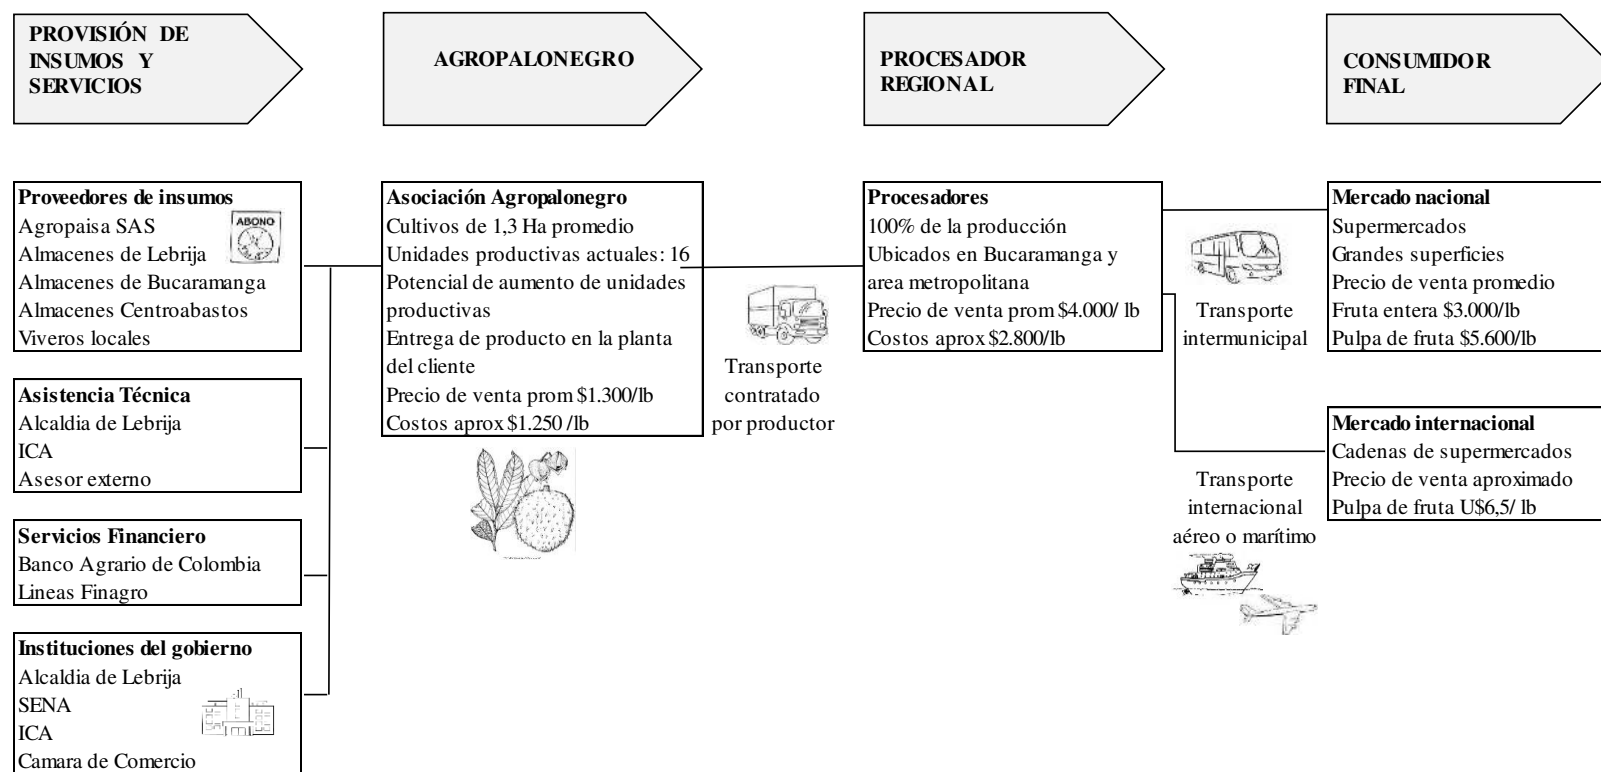 PROVISIÓN DE
INSUMOS Y
SERVICIOS
AGROPALONEGRO
PROCESADOR
REGIONAL
CONSUMIDOR
FINAL
Proveedores de insumos
Agropaisa SAS
Almacenes de Lebrija
Almacenes de Bucaramanga
Almacenes Centroabastos
Viveros locales
ABONO
Asistencia Técnica
Alcaldia de Lebrija
ICA
Asesor externo
Servicios Financiero
Banco Agrario de Colombia
Lineas Finagro
Instituciones del gobierno
Alcaldia de Lebrija
SENA
ICA
Camara de Comercio
Asociación Agropalonegro
Cultivos de 1,3 Ha promedio
Unidades productivas actuales: 16
Potencial de aumento de unidades
productivas
Entrega de producto en la planta
del cliente
Precio de venta prom $1.300/lb
Costos aprox $1.250 /lb
Transporte
contratado
por productor
Procesadores
100% de la producción
Ubicados en Bucaramanga y
area metropolitana
Precio de venta prom $4.000/ lb
Costos aprox $2.800/lb
Transporte
intermunicipal
Transporte
internacional
aéreo o marítimo
Mercado nacional
Supermercados
Grandes superficies
Precio de venta promedio
Fruta entera $3.000/lb
Pulpa de fruta $5.600/lb
Mercado internacional
Cadenas de supermercados
Precio de venta aproximado
Pulpa de fruta U$6,5/ lb